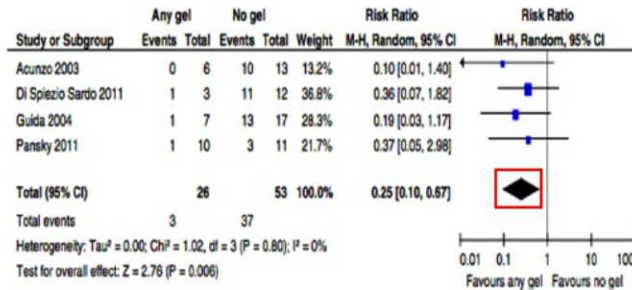 Any gel No gel Risk Ratio Risk Ratio
Study or Subgroup Events Total Events Total Weight M-H, Random, 95% CI M-H, Random, 95% CI
Acunzo 2003 0 6 10 13 13.2% 0.10 [0.01, 1.40]
Di Spiezio Sardo 2011 1 3 11 12 36.8% 0.36 [0.07, 1.82]
Guida 2004 1 7 13 17 28.3% 0.19 [0.03, 1.17]
Pansky 2011 1 10 3 11 21.7% 0.37 [0.05, 2.98]
Total (95% CI) 26 53 100.0% 0.25 [0.10, 0.67]
Total events 3 37
Heterogeneity: Tau² = 0.00; Chi² = 1.02, df = 3 (P = 0.80); I² = 0%
Test for overall effect: Z = 2.76 (P = 0.006)
0.01 0.1 1 10 100
Favours any gel Favours no gel